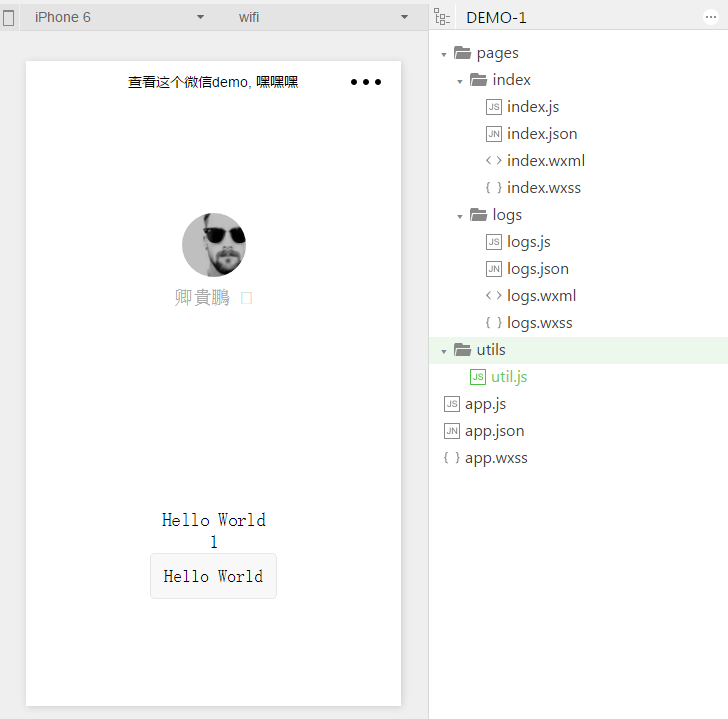 iPhone 6
wifi
DEMO-1
查看这个微信demo, 嘿嘿嘿
卿貴鵬
Hello World
1
Hello World
pages
index
JS index.js
JN index.json
< > index.wxml
{ } index.wxss
logs
JS logs.js
JN logs.json
< > logs.wxml
{ } logs.wxss
utils
JS util.js
JS app.js
JN app.json
{ } app.wxss